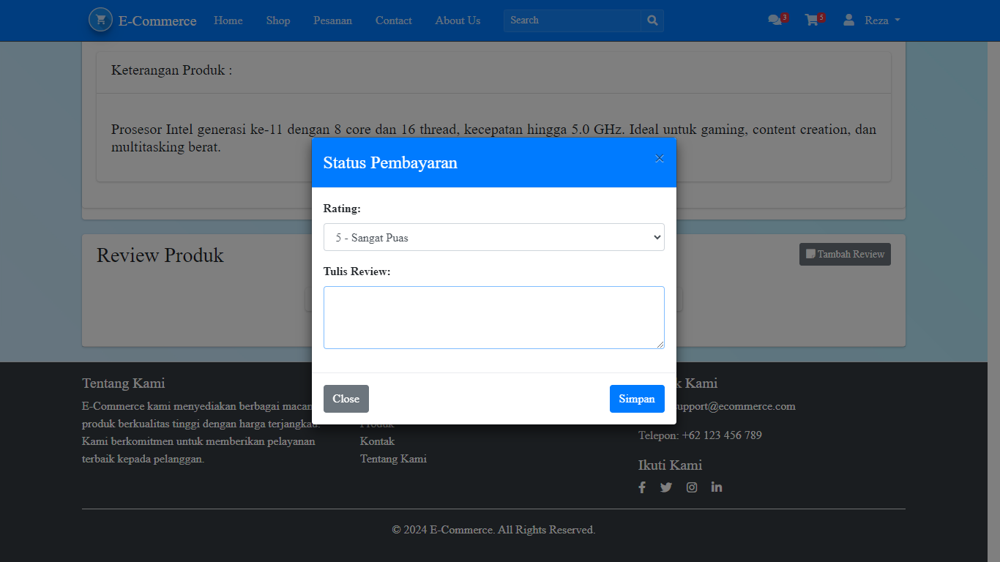 E-Commerce Home Shop Pesanan Contact About Us Search 3 5 Reza
Keterangan Produk :
Prosesor Intel generasi ke-11 dengan 8 core dan 16 thread, kecepatan hingga 5.0 GHz. Ideal untuk gaming, content creation, dan
multitasking berat.
Status Pembayaran ×
Rating:
5 - Sangat Puas
Tulis Review:
Close Simpan
Review Produk Tambah Review
Tentang Kami
E-Commerce kami menyediakan berbagai macam
produk berkualitas tinggi dengan harga terjangkau.
Kami berkomitmen untuk memberikan pelayanan
terbaik kepada pelanggan.
Produk
Kontak
Tentang Kami
Kami
support@ecommerce.com
Telepon: +62 123 456 789
Ikuti Kami
© 2024 E-Commerce. All Rights Reserved.